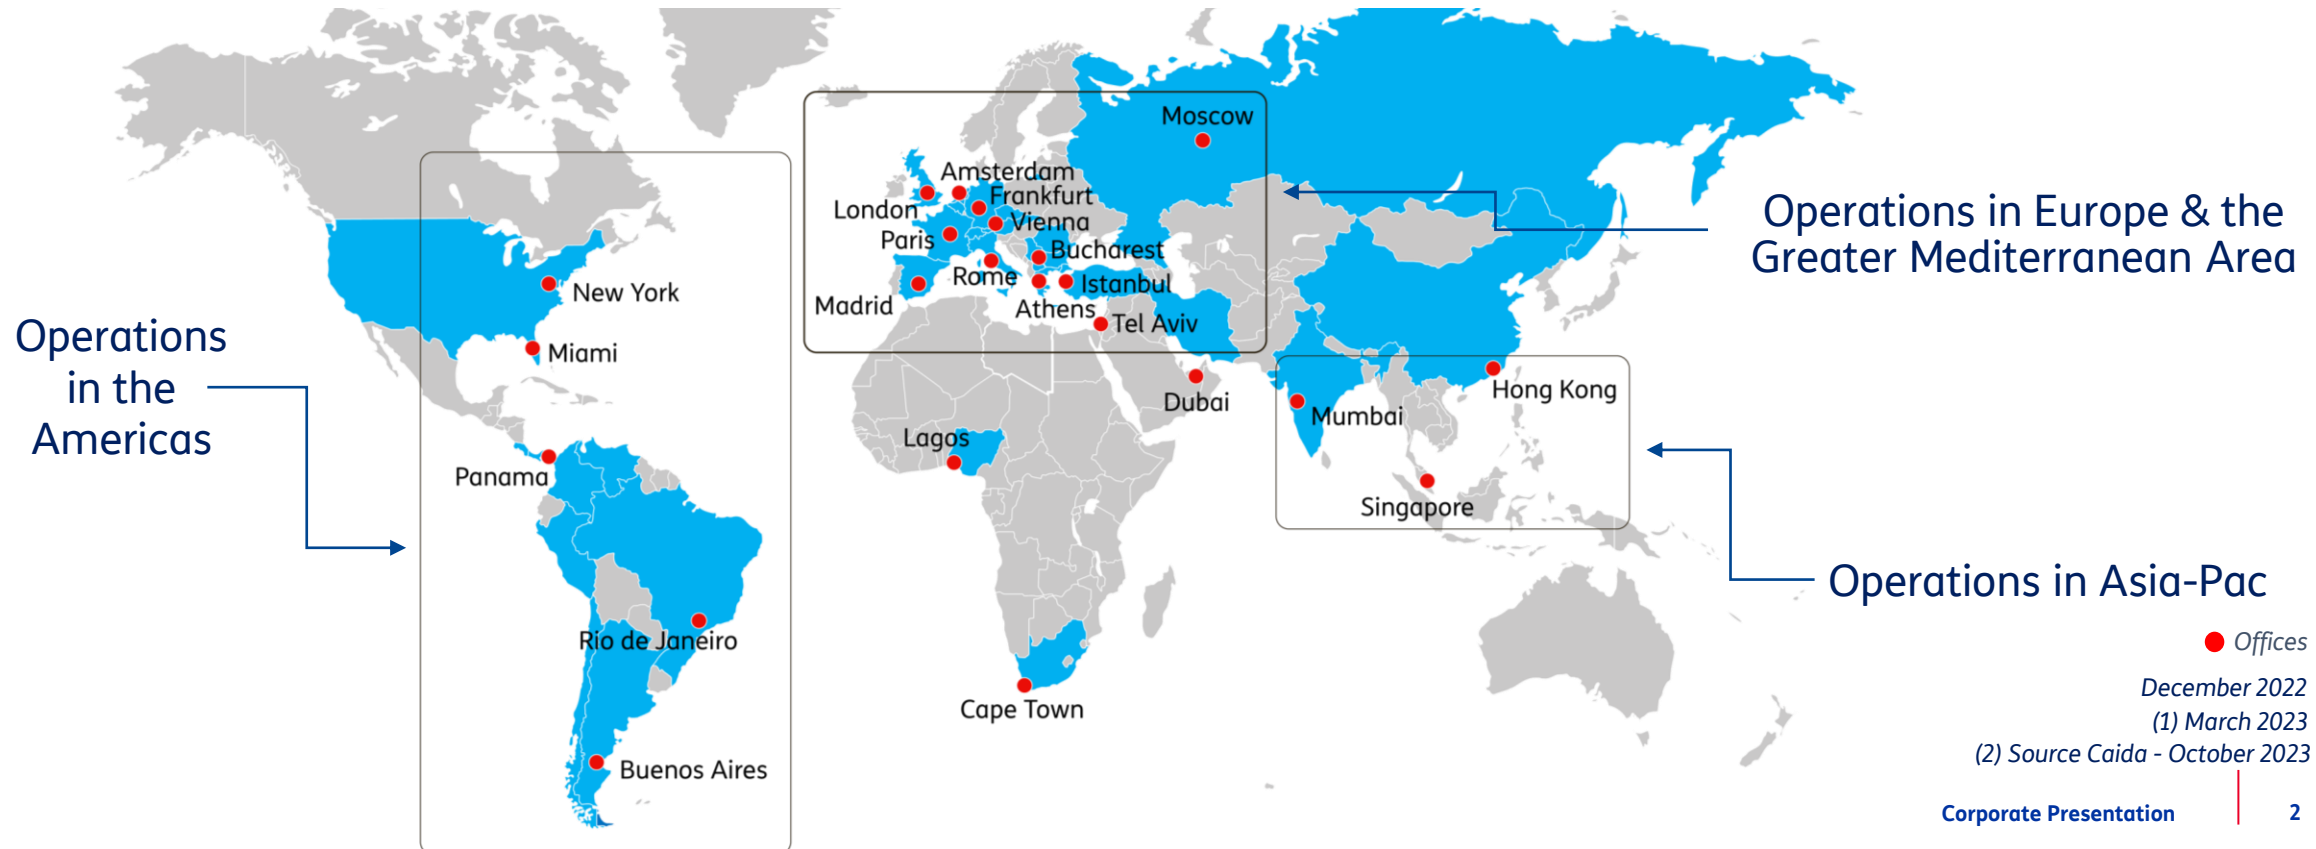 Operations
in the
Americas
New York
Miami
Panama
Rio de Janeiro
Buenos Aires
Moscow
Amsterdam
Frankfurt
London
Vienna
Paris
Bucharest
Rome
Istanbul
Madrid
Athens
Tel Aviv
Dubai
Lagos
Cape Town
Hong Kong
Mumbai
Singapore
Operations in Europe & the
Greater Mediterranean Area
Operations in Asia-Pac
Offices
December 2022
(1) March 2023
(2) Source Caida - October 2023
Corporate Presentation
2